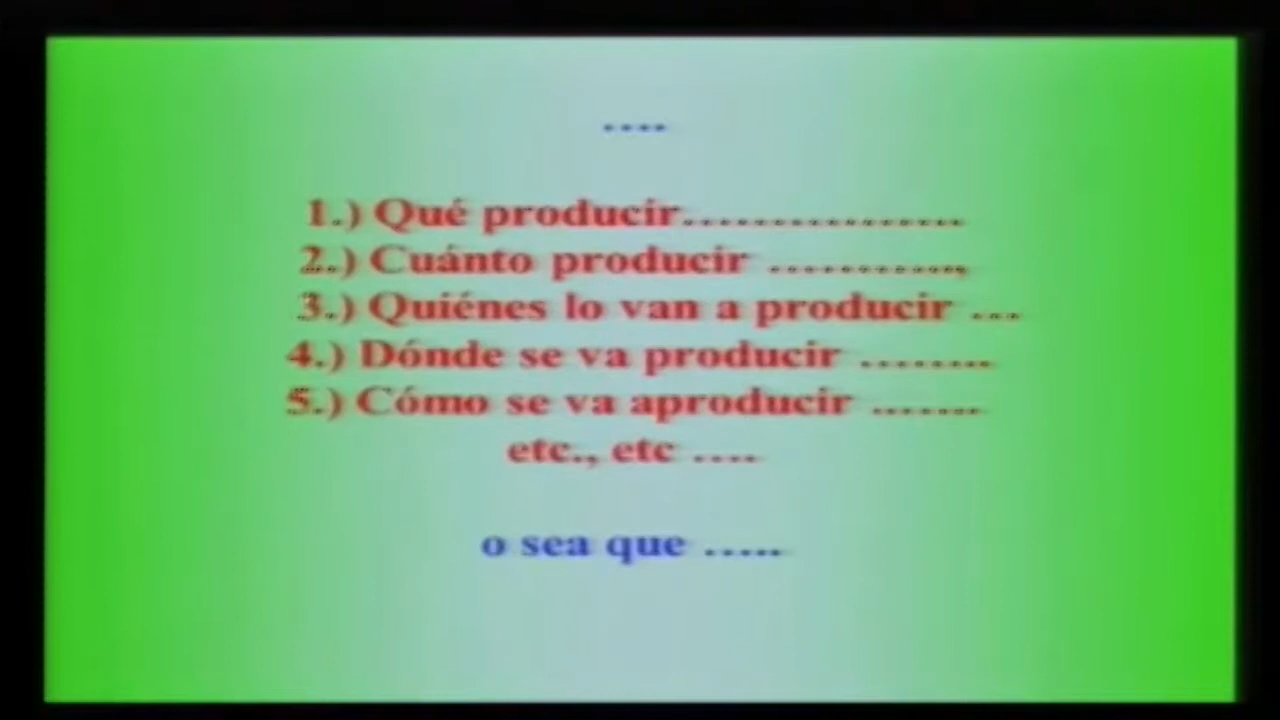 ....
1.) Qué producír................
2.) Cuánto producir ...........,
3.) Quiénes lo van a producir ...
4.) Dónde se va producir ........
5.) Cómo se va aproducir .......
etc., etc ....
o sea que .....